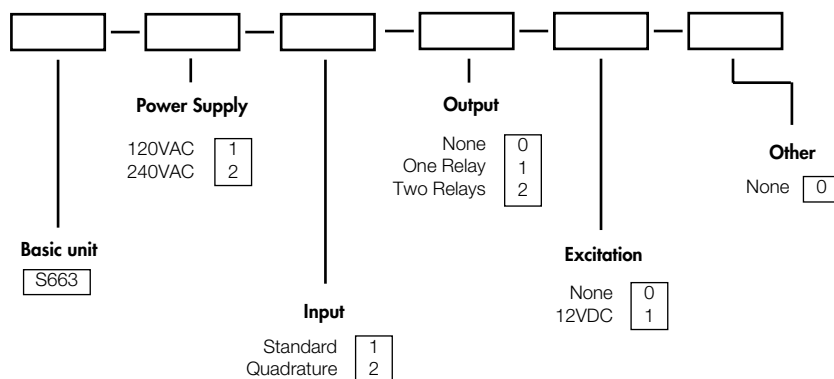 Power Supply
120VAC 1
240VAC 2
Output
None 0
One Relay 1
Two Relays 2
Other
None 0
Basic unit
S663
Excitation
None 0
12VDC 1
Input
Standard 1
Quadrature 2